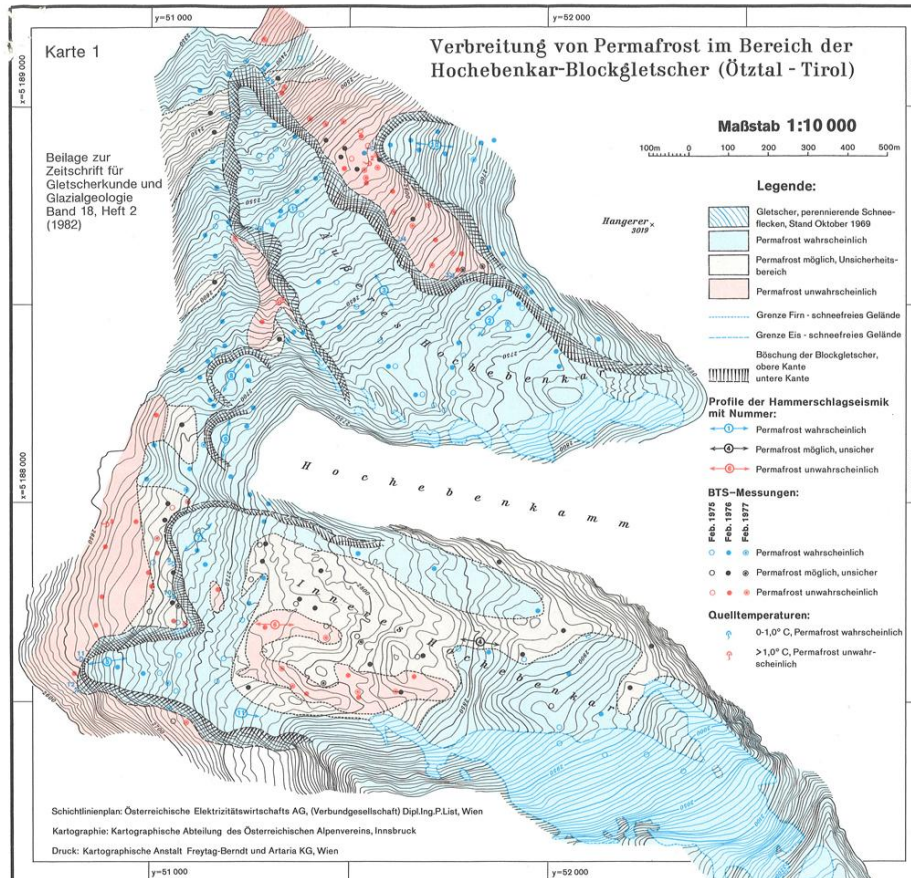 y=51 000
y=52 000
Karte 1
Verbreitung von Permafrost im Bereich der
Hochebenkar-Blockgletscher (Ötztal - Tirol)
x=5 189 000
Maßstab 1:10 000
100m 0 100 200 300 400 500m
Beilage zur
Zeitschrift für
Gletscherkunde und
Glazialgeologie
Band 18, Heft 2
(1982)
Legende:
Gletscher, perennierende Schnee-
flecken, Stand Oktober 1969
Permafrost wahrscheinlich
Permafrost möglich, Unsicherheits-
bereich
Permafrost unwahrscheinlich
Grenze Firn - schneefreies Gelände
Grenze Eis - schneefreies Gelände
Böschung der Blockgletscher,
obere Kante
untere Kante
Hangerer
3019
Äußeres Hochebenkar
Profile der Hammerschlagseismik
mit Nummer:
1 Permafrost wahrscheinlich
4 Permafrost möglich, unsicher
6 Permafrost unwahrscheinlich
x=5 188 000
Hochebenkamm
BTS-Messungen:
Feb. 1975
Feb. 1976
Feb. 1977
Permafrost wahrscheinlich
Permafrost möglich, unsicher
Permafrost unwahrscheinlich
Inneres Hochebenkar
Quelltemperaturen:
0-1,0° C, Permafrost wahrscheinlich
>1,0° C, Permafrost unwahr-
scheinlich
Schichtlinienplan: Österreichische Elektrizitätswirtschafts AG, (Verbundgesellschaft) Dipl.Ing.P.List, Wien
Kartographie: Kartographische Abteilung des Österreichischen Alpenvereins, Innsbruck
Druck: Kartographische Anstalt Freytag-Berndt und Artaria KG, Wien
y=51 000
y=52 000